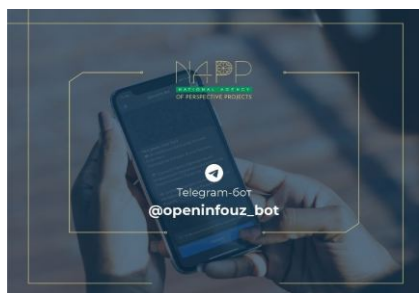 NAPP
NATIONAL AGENCY
OF PERSPECTIVE PROJECTS
Telegram-бот
@openinfouz_bot